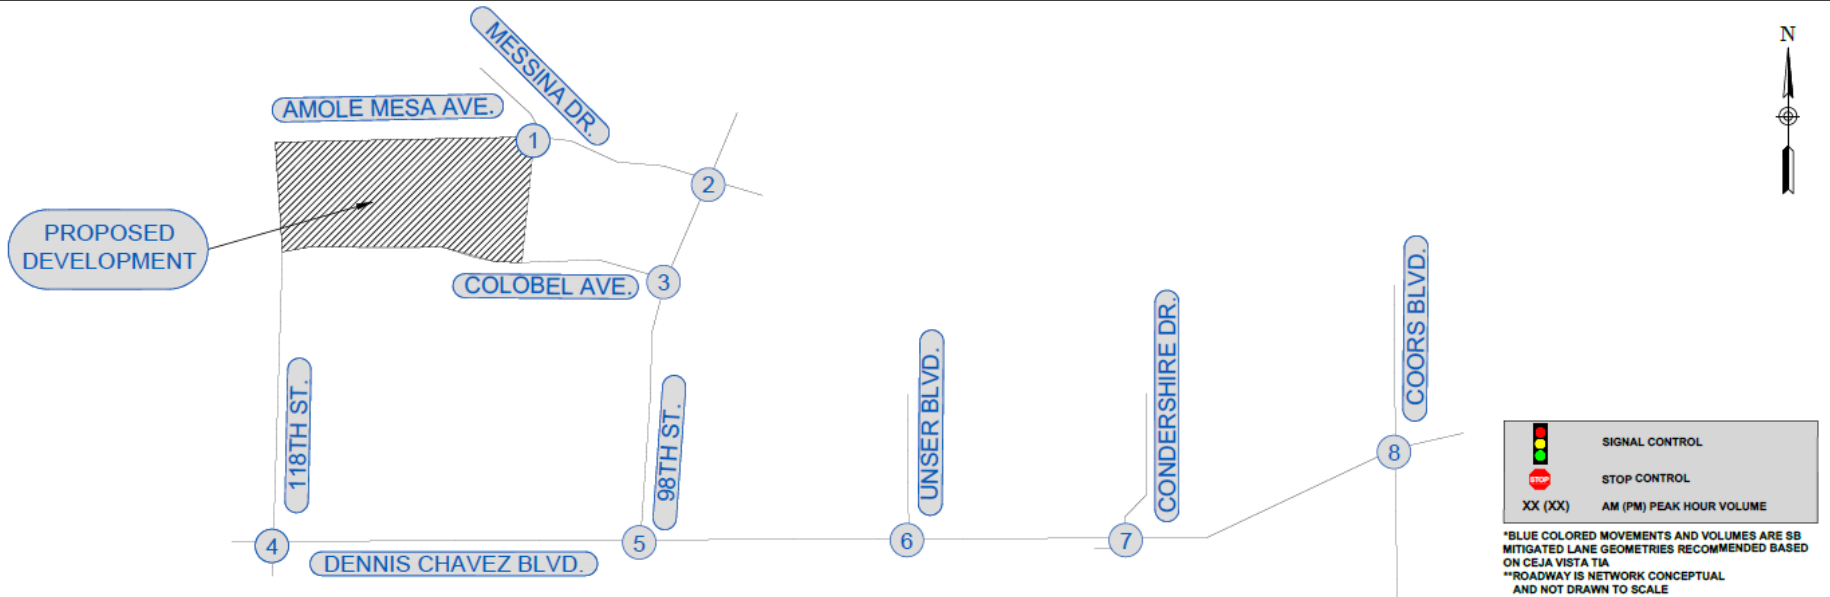 MESSINA DR.
N
AMOLE MESA AVE.
1
2
PROPOSED
DEVELOPMENT
COLOBEL AVE.
3
118TH ST.
98TH ST.
UNSER BLVD.
CONDERSHIRE DR.
COORS BLVD.
8
4
5
6
7
DENNIS CHAVEZ BLVD.
SIGNAL CONTROL
STOP
STOP CONTROL
XX (XX) AM (PM) PEAK HOUR VOLUME
*BLUE COLORED MOVEMENTS AND VOLUMES ARE SB
MITIGATED LANE GEOMETRIES RECOMMENDED BASED
ON CEJA VISTA TIA
**ROADWAY IS NETWORK CONCEPTUAL
AND NOT DRAWN TO SCALE